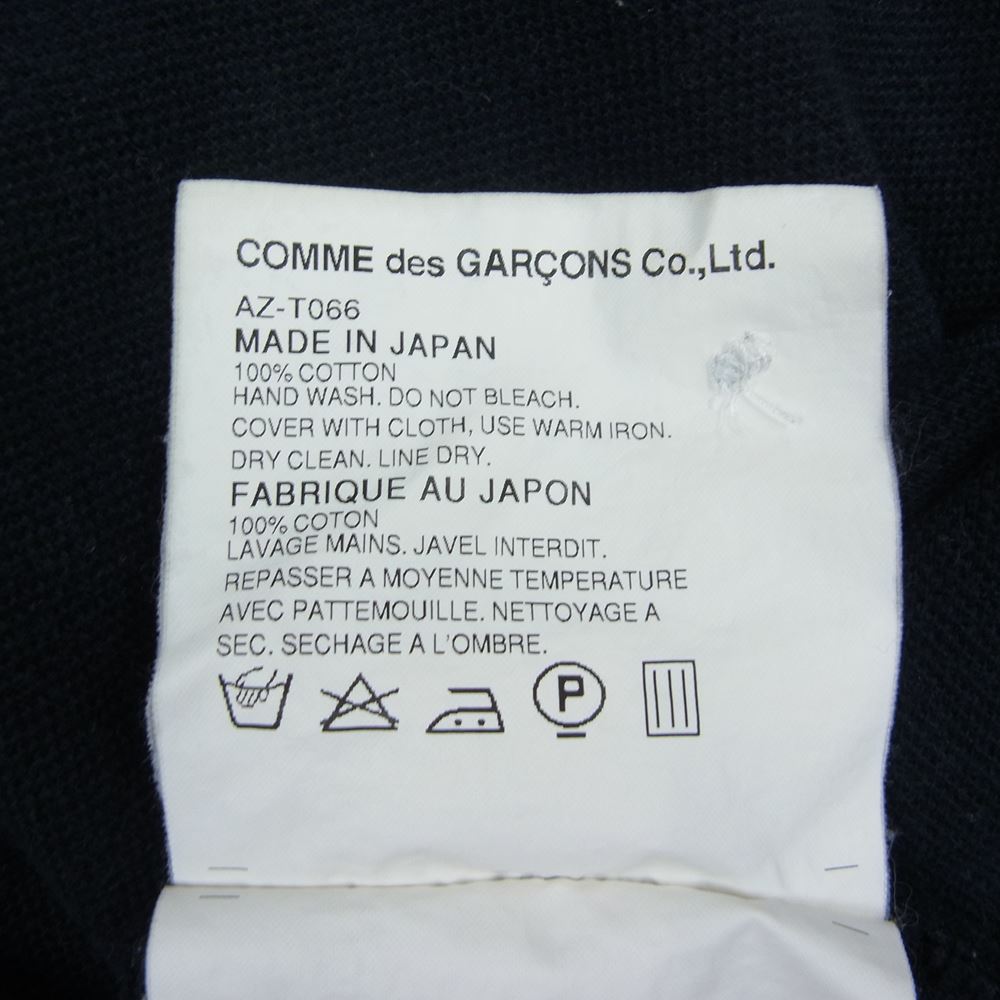 COMME des GARÇONS Co.,Ltd.
AZ-T066
MADE IN JAPAN
100% COTTON
HAND WASH. DO NOT BLEACH.
COVER WITH CLOTH, USE WARM IRON.
DRY CLEAN. LINE DRY.
FABRIQUE AU JAPON
100% COTON
LAVAGE MAINS. JAVEL INTERDIT.
REPASSER A MOYENNE TEMPERATURE
AVEC PATTEMOUILLE. NETTOYAGE A
SEC. SECHAGE A L'OMBRE.
P